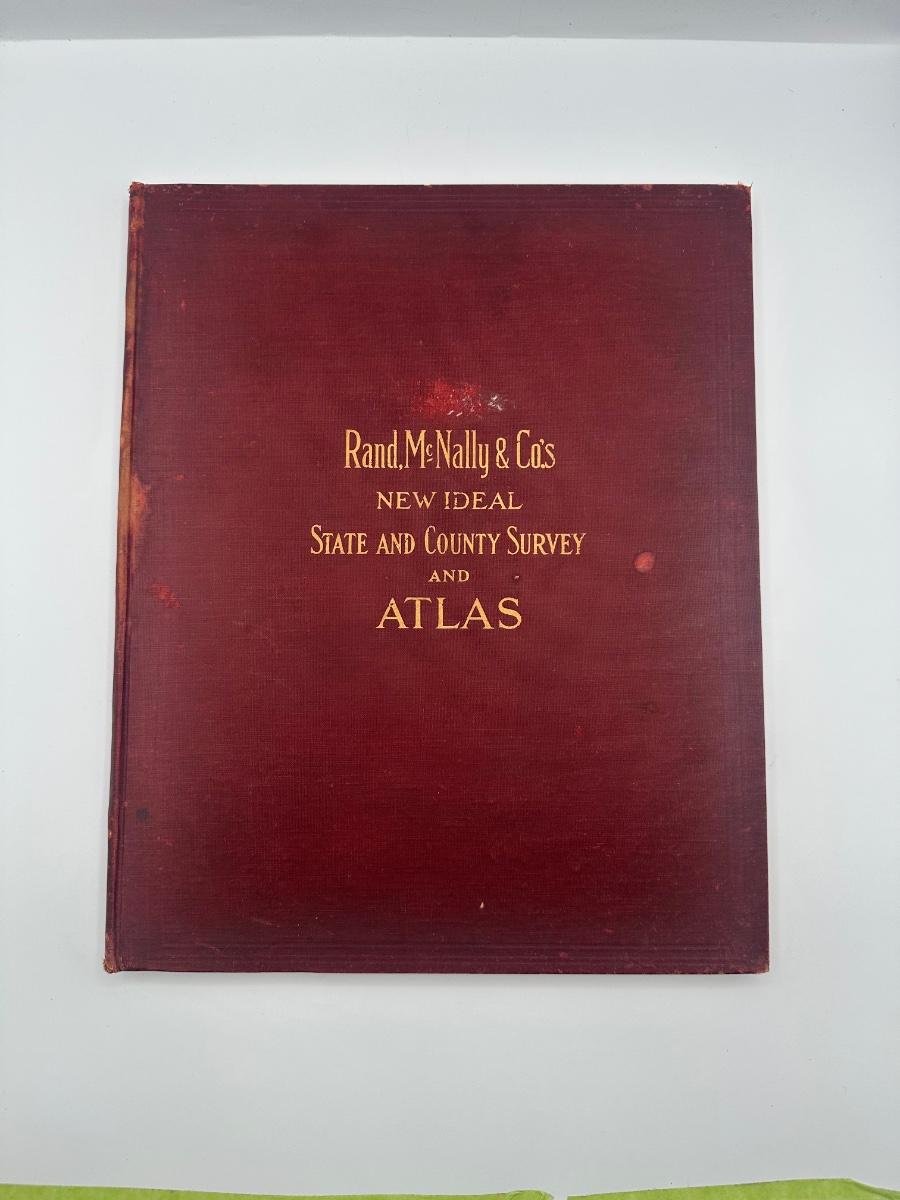 Rand, McNally & Co's
NEW IDEAL
STATE AND COUNTY SURVEY
AND
ATLAS